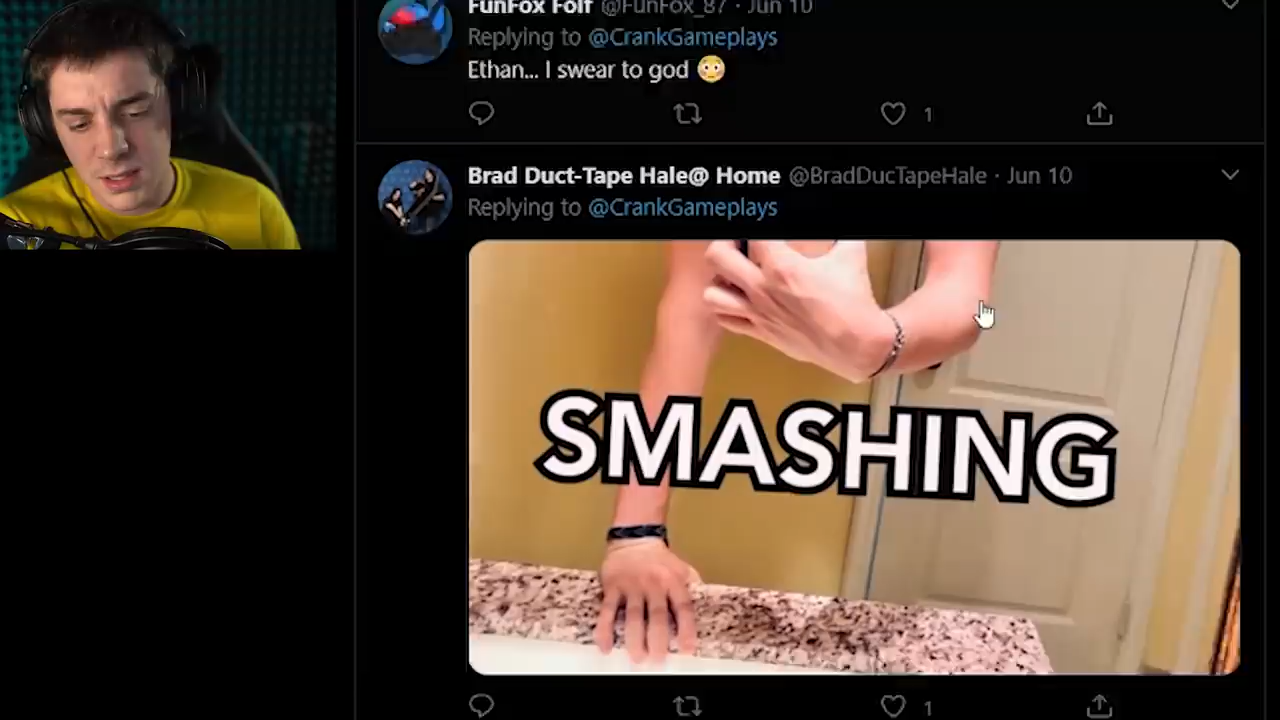 FunFox Folf @FunFox_87 · Jun 10
Replying to @CrankGameplays
Ethan... I swear to god 😳
1
Brad Duct-Tape Hale@ Home @BradDucTapeHale · Jun 10
Replying to @CrankGameplays
SMASHING
1